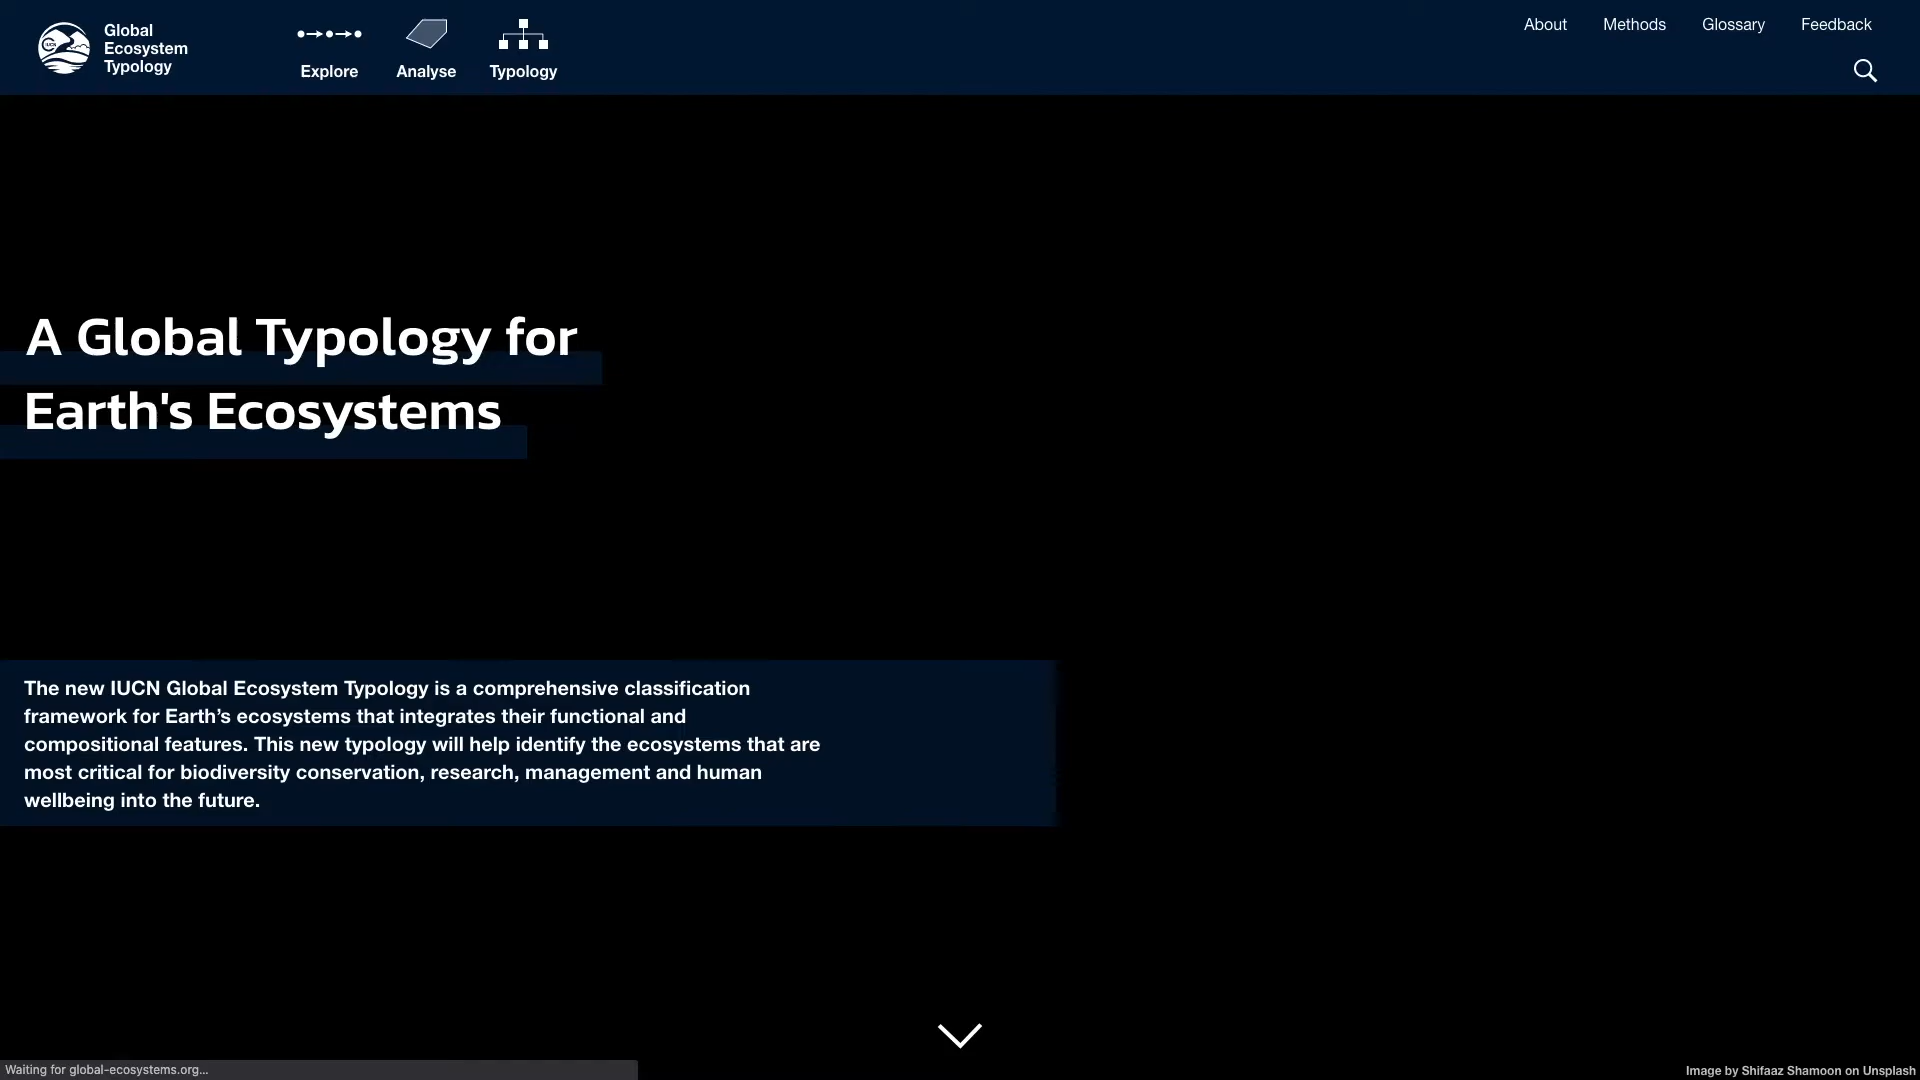 Global
Ecosystem
Typology
IUCN
Explore
Analyse
Typology
About
Methods
Glossary
Feedback
A Global Typology for
Earth's Ecosystems
The new IUCN Global Ecosystem Typology is a comprehensive classification
framework for Earth’s ecosystems that integrates their functional and
compositional features. This new typology will help identify the ecosystems that are
most critical for biodiversity conservation, research, management and human
wellbeing into the future.
Waiting for global-ecosystems.org...
Image by Shifaaz Shamoon on Unsplash